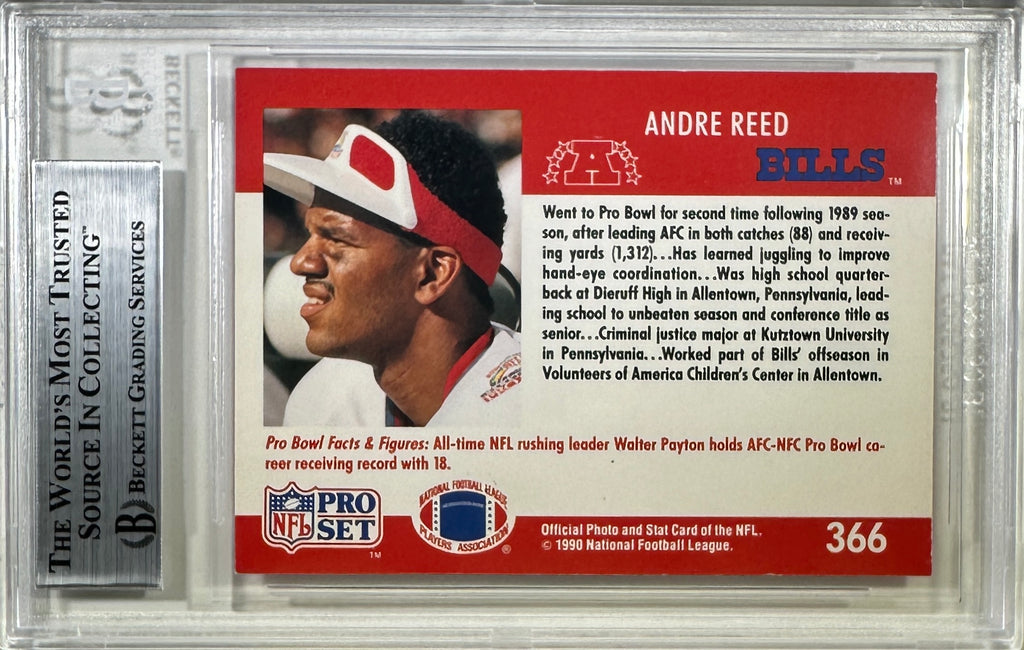 BECKETT
THE WORLD'S MOST TRUSTED
SOURCE IN COLLECTING™
BECKETT GRADING SERVICES
ANDRE REED
A
BILLS
TM
Went to Pro Bowl for second time following 1989 sea-
son, after leading AFC in both catches (88) and receiv-
ing yards (1,312)...Has learned juggling to improve
hand-eye coordination...Was high school quarter-
back at Dieruff High in Allentown, Pennsylvania, lead-
ing school to unbeaten season and conference title as
senior...Criminal justice major at Kutztown University
in Pennsylvania...Worked part of Bills' offseason in
Volunteers of America Children's Center in Allentown.
Pro Bowl Facts & Figures: All-time NFL rushing leader Walter Payton holds AFC-NFC Pro Bowl ca-
reer receiving record with 18.
NFL PRO SET
TM
NATIONAL FOOTBALL LEAGUE
PLAYERS ASSOCIATION
®
Official Photo and Stat Card of the NFL.
© 1990 National Football League.
366